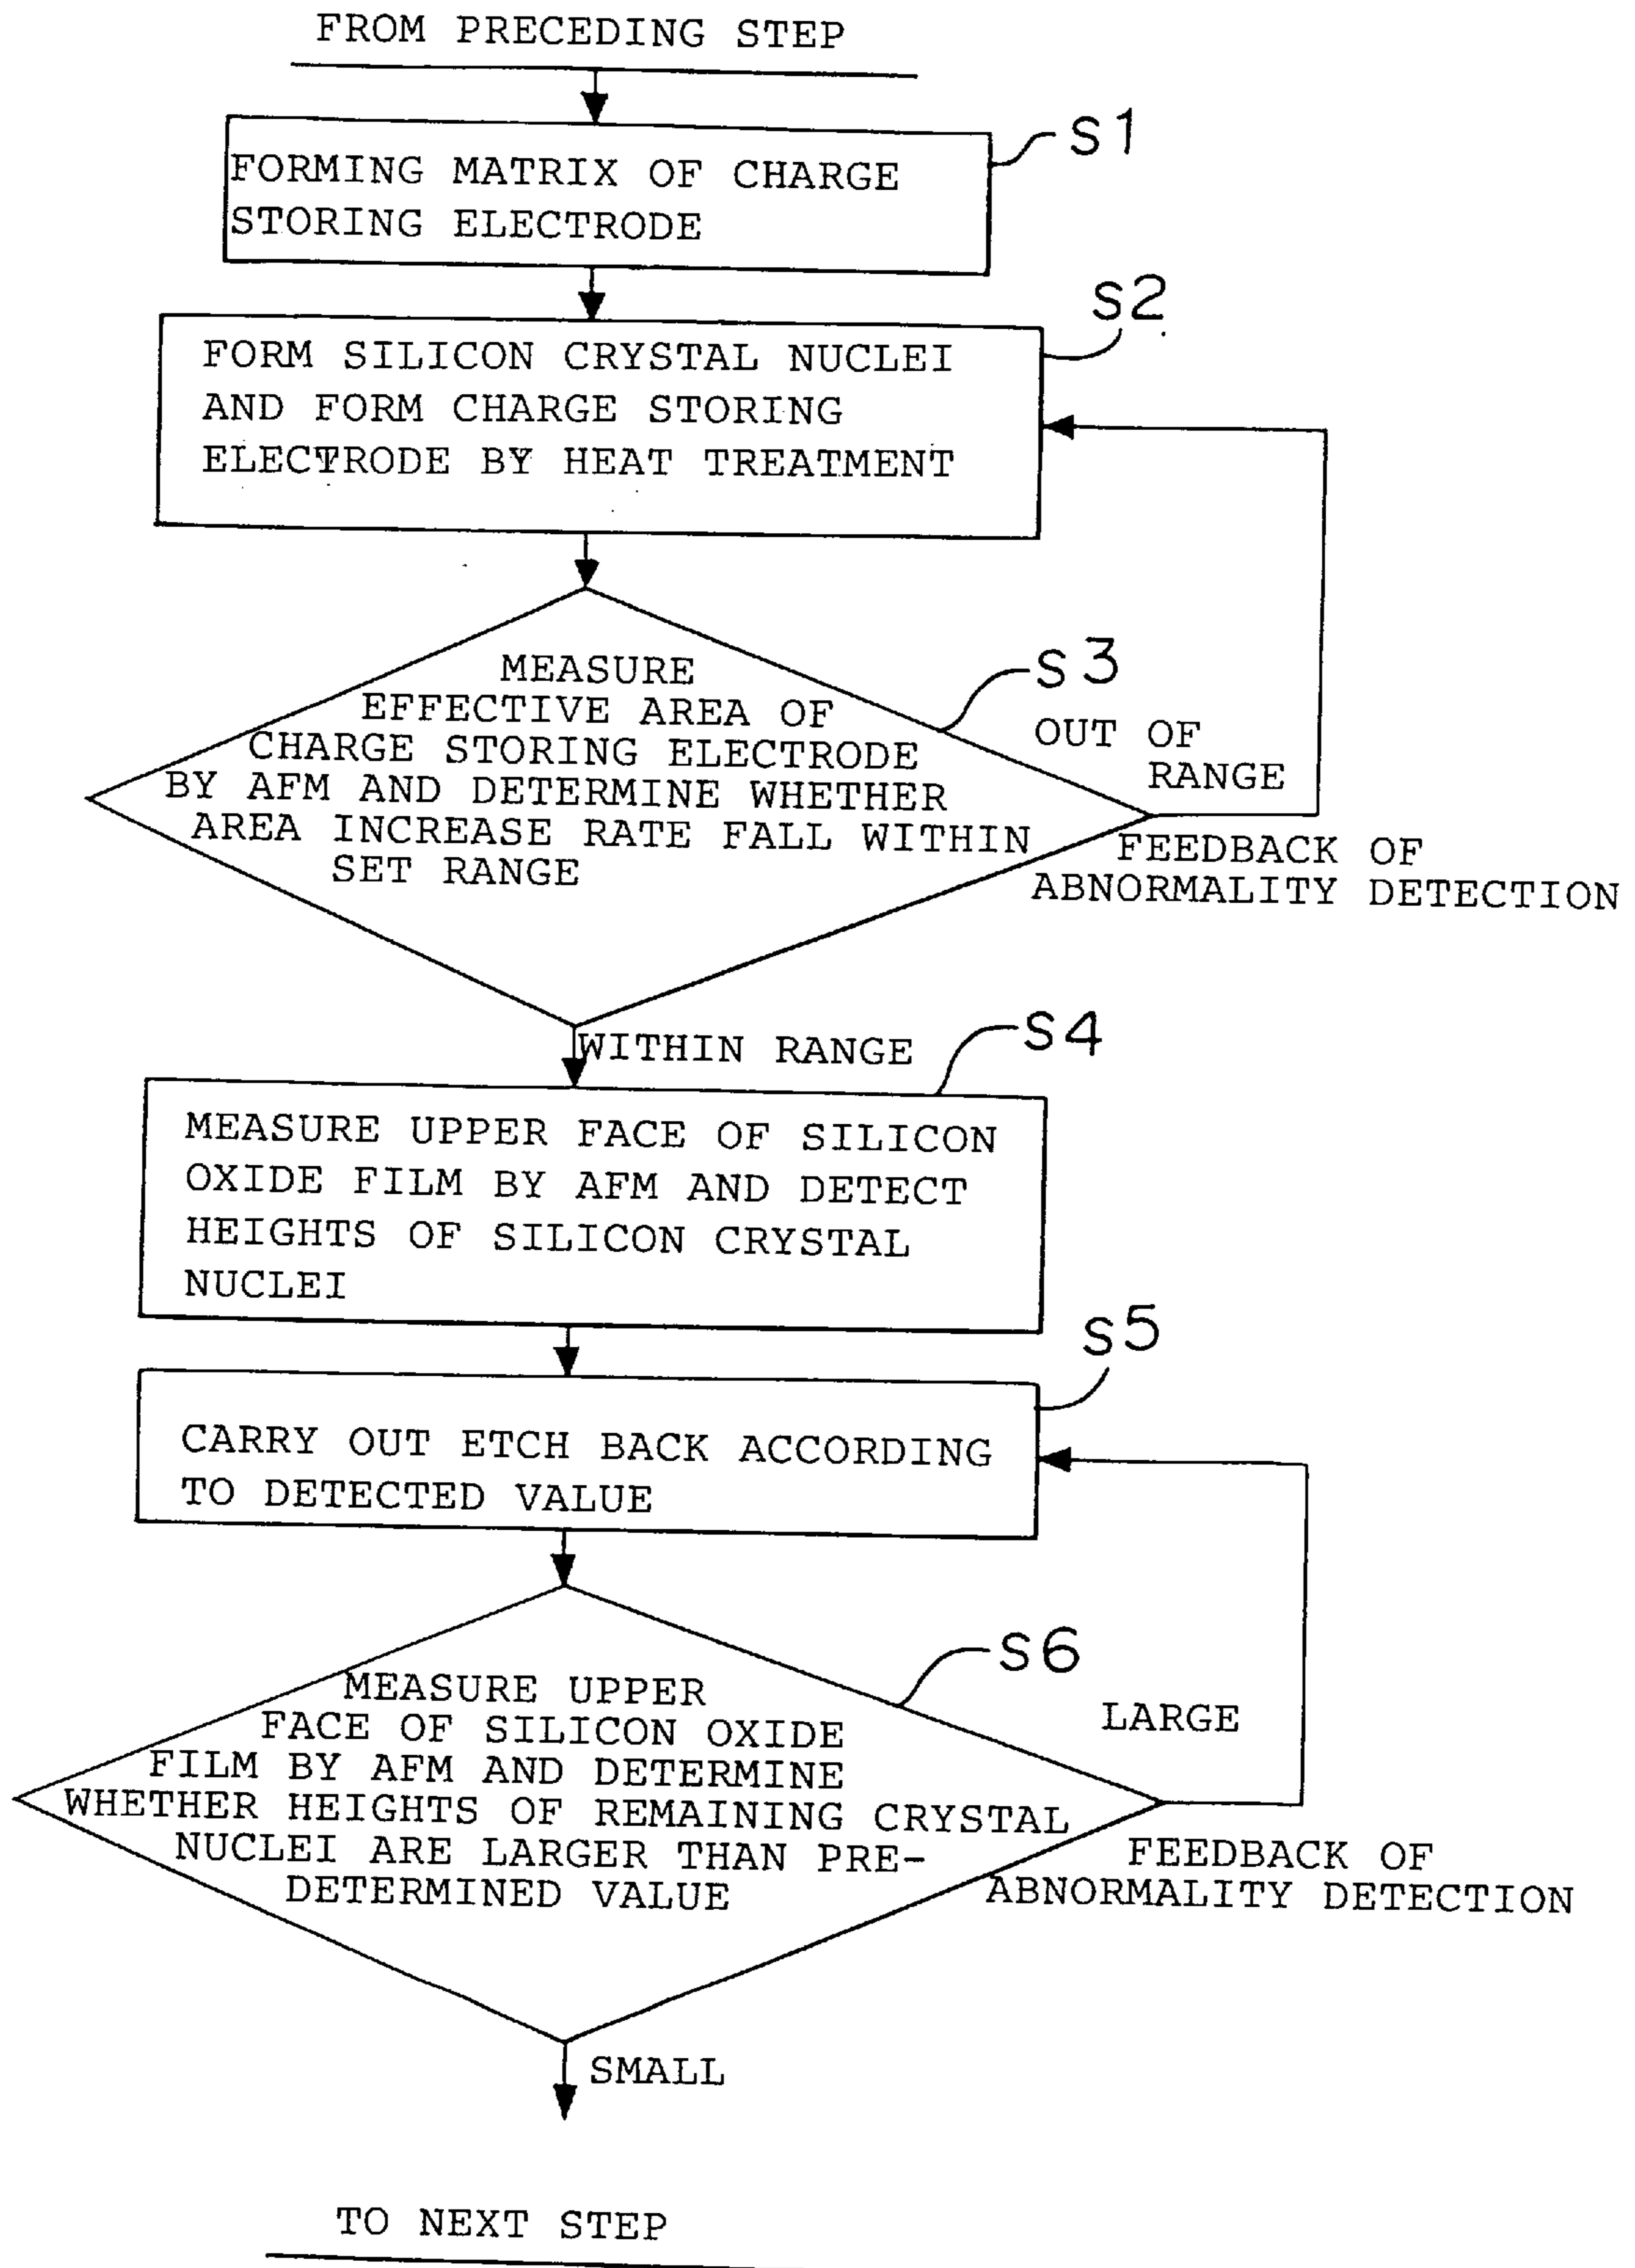 FROM PRECEDING STEP
S1
FORMING MATRIX OF CHARGE
STORING ELECTRODE
S2
FORM SILICON CRYSTAL NUCLEI
AND FORM CHARGE STORING
ELECTRODE BY HEAT TREATMENT
S3
MEASURE
EFFECTIVE AREA OF
CHARGE STORING ELECTRODE
BY AFM AND DETERMINE WHETHER
AREA INCREASE RATE FALL WITHIN
SET RANGE
OUT OF
RANGE
FEEDBACK OF
ABNORMALITY DETECTION
WITHIN RANGE
S4
MEASURE UPPER FACE OF SILICON
OXIDE FILM BY AFM AND DETECT
HEIGHTS OF SILICON CRYSTAL
NUCLEI
S5
CARRY OUT ETCH BACK ACCORDING
TO DETECTED VALUE
S6
MEASURE UPPER
FACE OF SILICON OXIDE
FILM BY AFM AND DETERMINE
WHETHER HEIGHTS OF REMAINING CRYSTAL
NUCLEI ARE LARGER THAN PRE-
DETERMINED VALUE
LARGE
FEEDBACK OF
ABNORMALITY DETECTION
SMALL
TO NEXT STEP